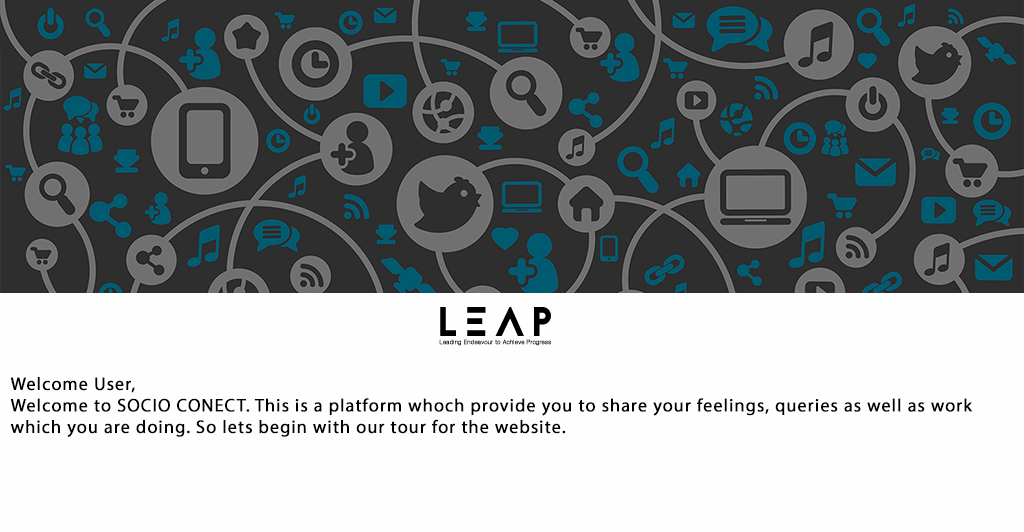 LEAP
Leading Endeavour to Achieve Progress
Welcome User,
Welcome to SOCIO CONECT. This is a platform whoch provide you to share your feelings, queries as well as work
which you are doing. So lets begin with our tour for the website.